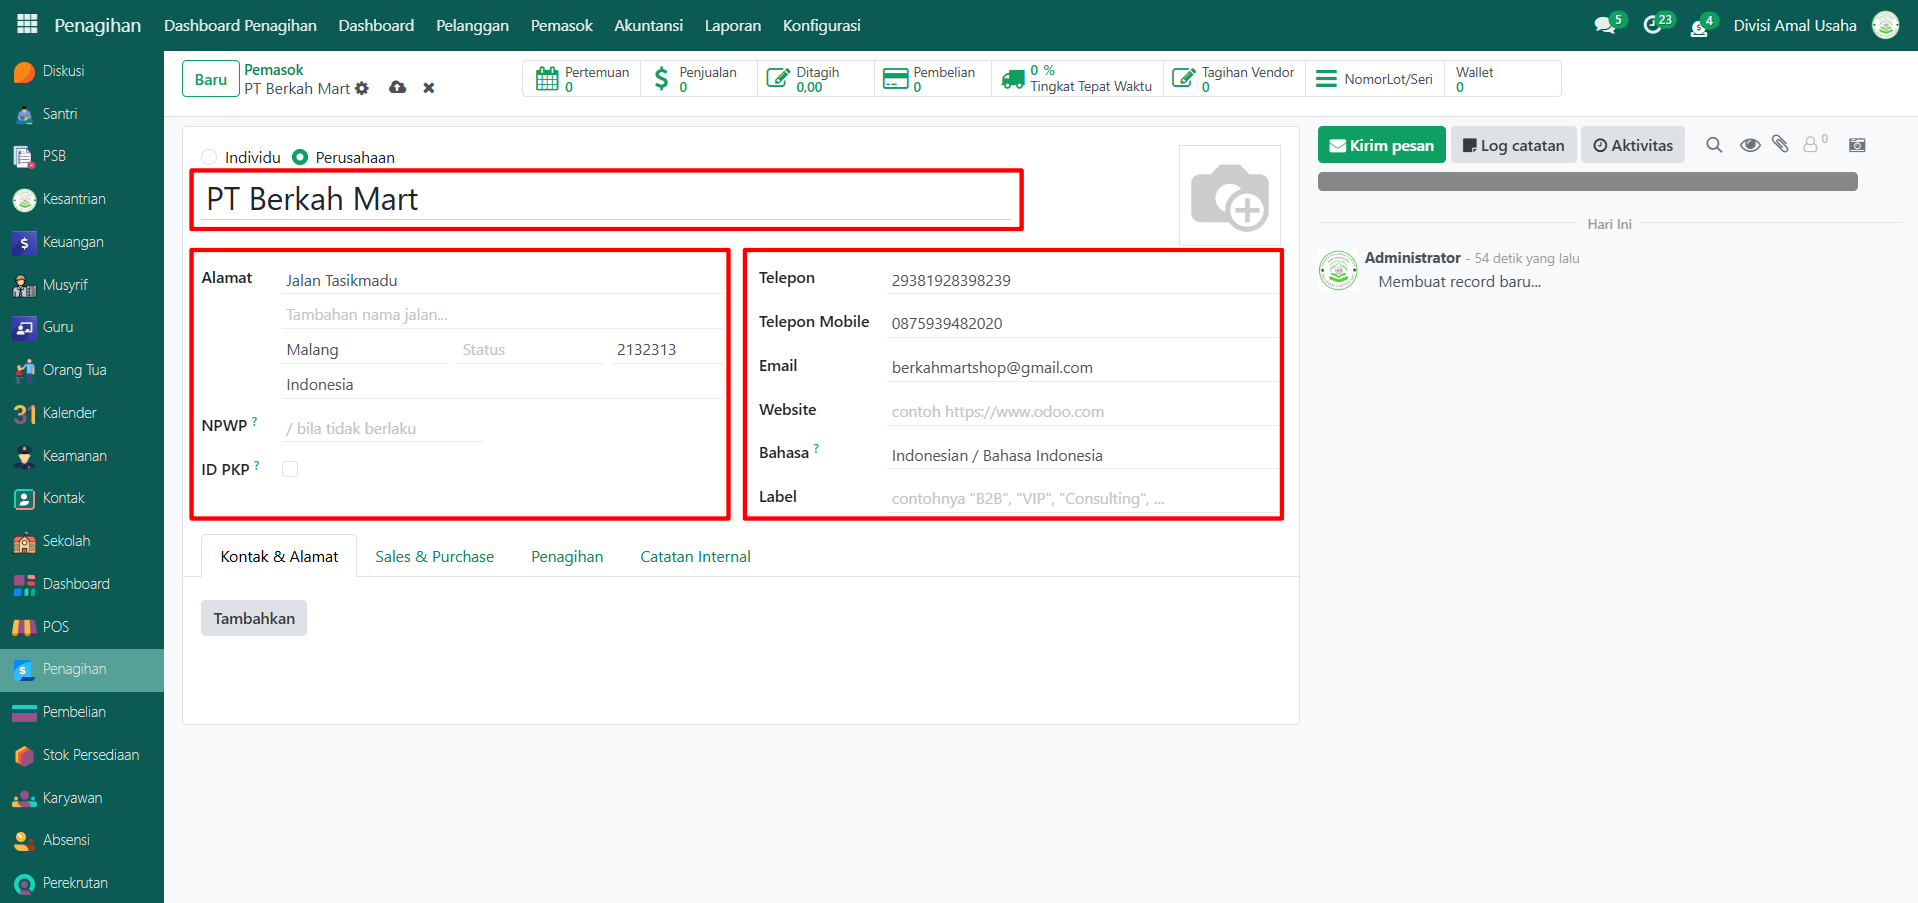 Penagihan Dashboard Penagihan Dashboard Pelanggan Pemasok Akuntansi Laporan Konfigurasi 5 23 4 Divisi Amal Usaha
Diskusi
Santri
PSB
Kesantrian
Keuangan
Musyrif
Guru
Orang Tua
31 Kalender
Keamanan
Kontak
Sekolah
Dashboard
POS
Penagihan
Pembelian
Stok Persediaan
Karyawan
Absensi
Perekrutan
Baru
Pemasok
PT Berkah Mart
Pertemuan
0
Penjualan
0
Ditagih
0,00
Pembelian
0
0 %
Tingkat Tepat Waktu
Tagihan Vendor
0
NomorLot/Seri
Wallet
0
Individu Perusahaan
PT Berkah Mart
Alamat Jalan Tasikmadu
Tambahan nama jalan...
Malang Status 2132313
Indonesia
NPWP ? / bila tidak berlaku
ID PKP ?
Telepon 29381928398239
Telepon Mobile 0875939482020
Email berkahmartshop@gmail.com
Website contoh https://www.odoo.com
Bahasa ? Indonesian / Bahasa Indonesia
Label contohnya "B2B", "VIP", "Consulting", ...
Kontak & Alamat Sales & Purchase Penagihan Catatan Internal
Tambahkan
Kirim pesan Log catatan Aktivitas 0
Hari Ini
Administrator - 54 detik yang lalu
Membuat record baru...